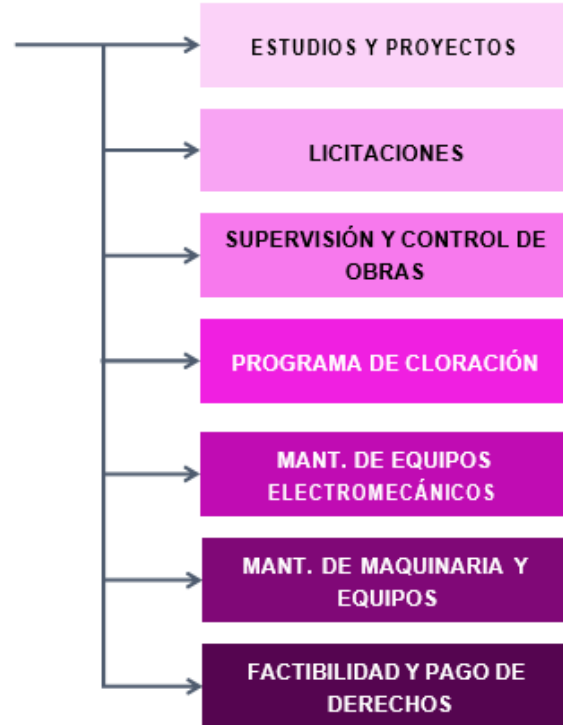 ESTUDIOS Y PROYECTOS
LICITACIONES
SUPERVISIÓN Y CONTROL DE
OBRAS
PROGRAMA DE CLORACIÓN
MANT. DE EQUIPOS
ELECTROMECÁNICOS
MANT. DE MAQUINARIA Y
EQUIPOS
FACTIBILIDAD Y PAGO DE
DERECHOS